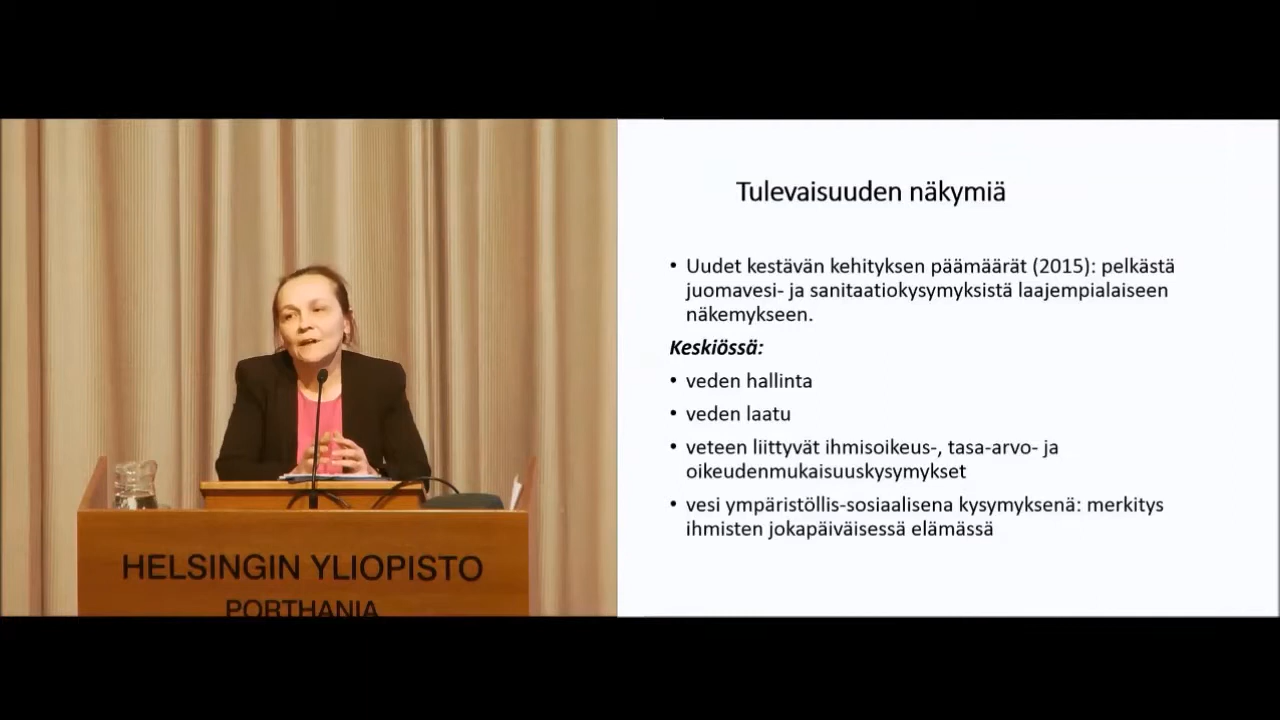 Tulevaisuuden näkymiä
• Uudet kestävän kehityksen päämäärät (2015): pelkästä
juomavesi- ja sanitaatiokysymyksistä laajempialaiseen
näkemykseen.
Keskiössä:
• veden hallinta
• veden laatu
• veteen liittyvät ihmisoikeus-, tasa-arvo- ja
oikeudenmukaisuuskysymykset
• vesi ympäristöllis-sosiaalisena kysymyksenä: merkitys
ihmisten jokapäiväisessä elämässä
HELSINGIN YLIOPISTO
PORTHANIA